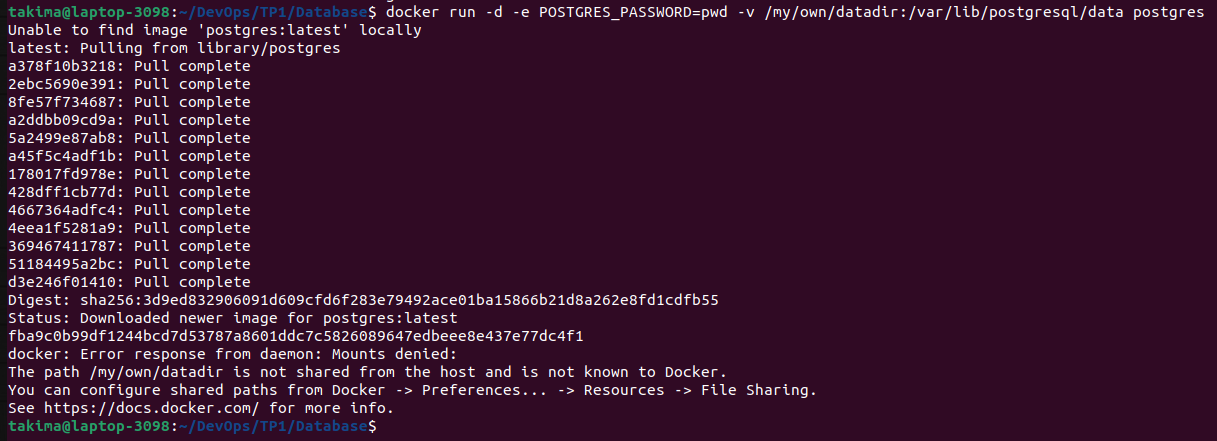 takima@laptop-3098:~/DevOps/TP1/Database$ docker run -d -e POSTGRES_PASSWORD=pwd -v /my/own/datadir:/var/lib/postgresql/data postgres
Unable to find image 'postgres:latest' locally
latest: Pulling from library/postgres
a378f10b3218: Pull complete
2ebc5690e391: Pull complete
8fe57f734687: Pull complete
a2ddbb09cd9a: Pull complete
5a2499e87ab8: Pull complete
a45f5c4adf1b: Pull complete
178017fd978e: Pull complete
428dff1cb77d: Pull complete
4667364adfc4: Pull complete
4eea1f5281a9: Pull complete
369467411787: Pull complete
51184495a2bc: Pull complete
d3e246f01410: Pull complete
Digest: sha256:3d9ed832906091d609cfd6f283e79492ace01ba15866b21d8a262e8fd1cdfb55
Status: Downloaded newer image for postgres:latest
fba9c0b99df1244bcd7d53787a8601ddc7c5826089647edbeee8e437e77dc4f1
docker: Error response from daemon: Mounts denied:
The path /my/own/datadir is not shared from the host and is not known to Docker.
You can configure shared paths from Docker -> Preferences... -> Resources -> File Sharing.
See https://docs.docker.com/ for more info.
takima@laptop-3098:~/DevOps/TP1/Database$